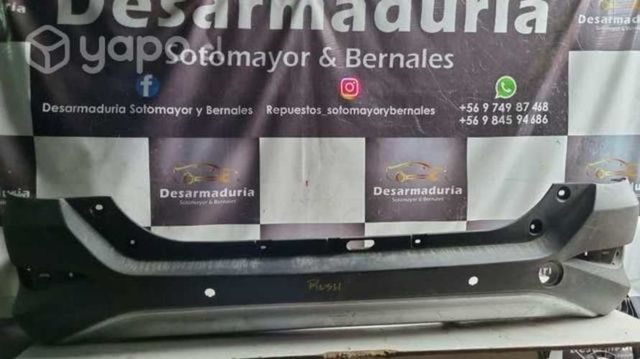 Desarmaduría
yapo.cl
Sotomayor & Bernales
Desarmaduria Sotomayor y Bernales
Repuestos_sotomayorybernales
+56 9 749 87 468
+56 9 845 94 686
Desarmaduría
Sotomayor & Bernales
Desarmaduría
Sotomayor & Bernales